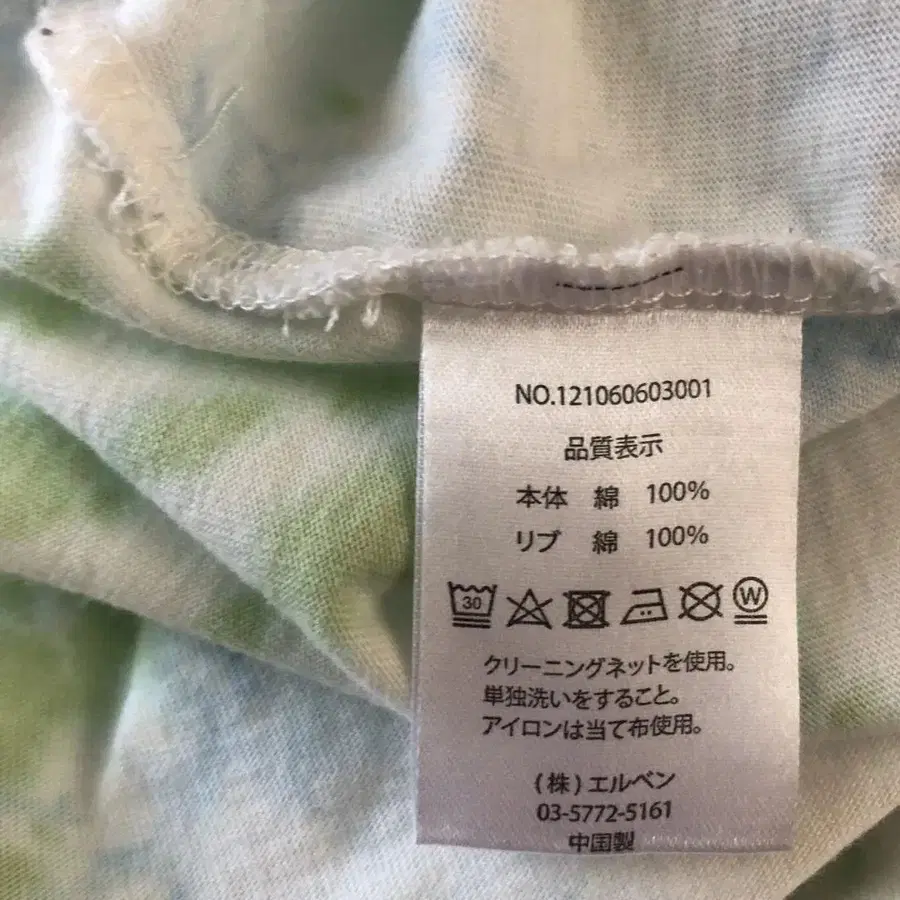 NO.121060603001
品質表示
本体 綿 100%
リブ 綿 100%
30 W
クリーニングネットを使用。
単独洗いをすること。
アイロンは当て布使用。
(株)エルベン
03-5772-5161
中国製